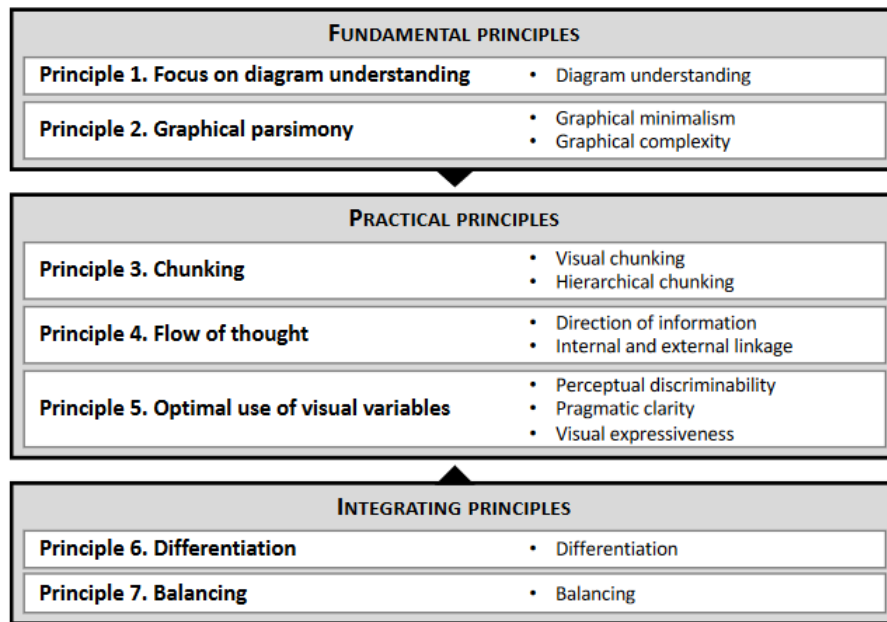 FUNDAMENTAL PRINCIPLES
Principle 1. Focus on diagram understanding
• Diagram understanding
Principle 2. Graphical parsimony
• Graphical minimalism
• Graphical complexity
PRACTICAL PRINCIPLES
Principle 3. Chunking
• Visual chunking
• Hierarchical chunking
Principle 4. Flow of thought
• Direction of information
• Internal and external linkage
Principle 5. Optimal use of visual variables
• Perceptual discriminability
• Pragmatic clarity
• Visual expressiveness
INTEGRATING PRINCIPLES
Principle 6. Differentiation
• Differentiation
Principle 7. Balancing
• Balancing